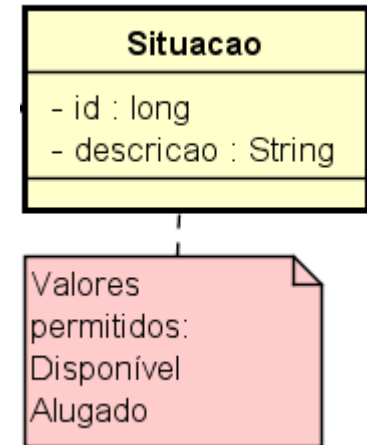 Situacao
- id : long
- descricao : String
Valores
permitidos:
Disponível
Alugado